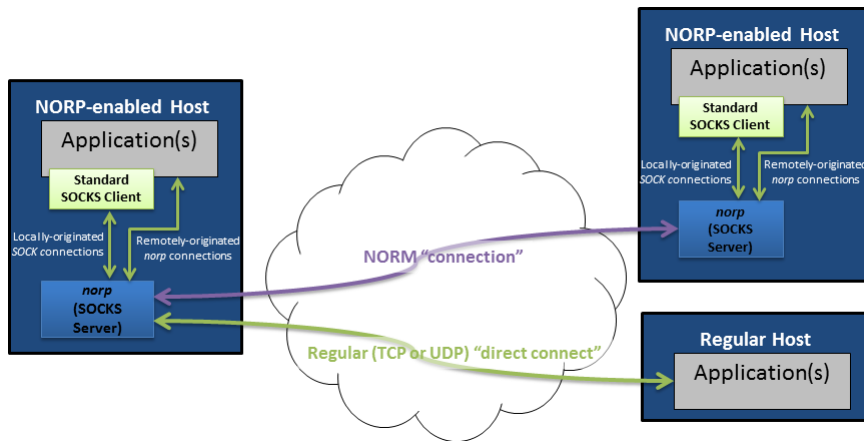 NORP-enabled Host
Application(s)
Standard
SOCKS Client
Locally-originated
SOCK connections
Remotely-originated
norp connections
norp
(SOCKS
Server)
NORP-enabled Host
Application(s)
Standard
SOCKS Client
Locally-originated
SOCK connections
Remotely-originated
norp connections
norp
(SOCKS
Server)
NORM “connection”
Regular (TCP or UDP) “direct connect”
Regular Host
Application(s)